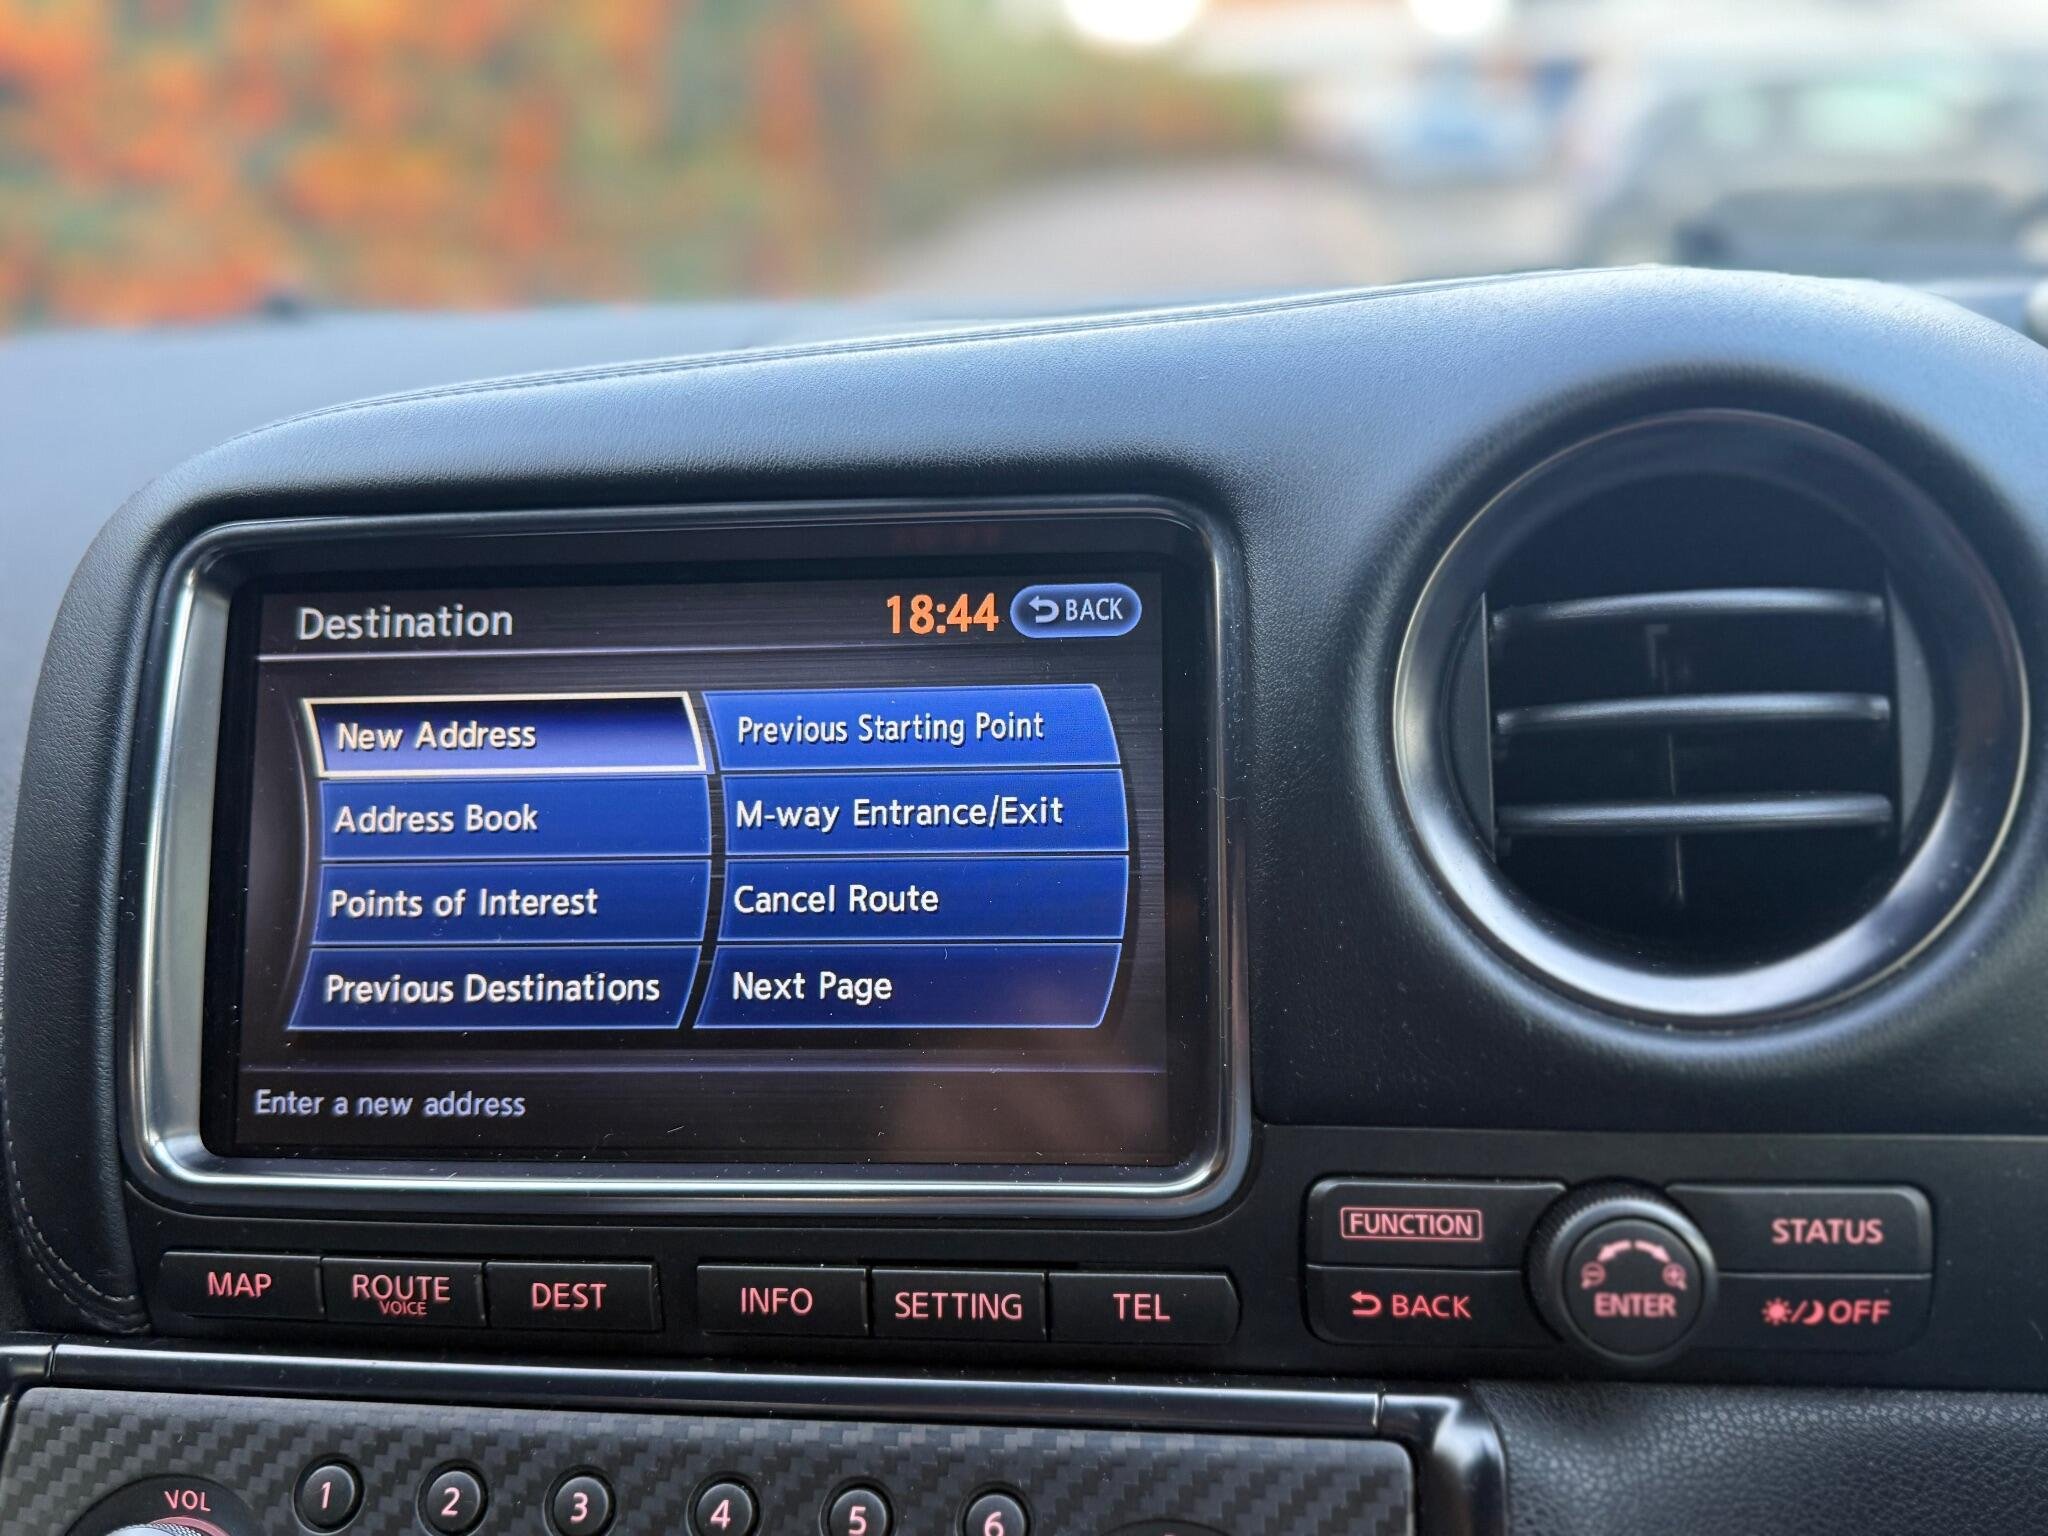 Destination
18:44
BACK
New Address
Previous Starting Point
Address Book
M-way Entrance/Exit
Points of Interest
Cancel Route
Previous Destinations
Next Page
Enter a new address
FUNCTION
STATUS
MAP
ROUTE
VOICE
DEST
INFO
SETTING
TEL
BACK
ENTER
OFF
VOL
1
2
3
4
5
6